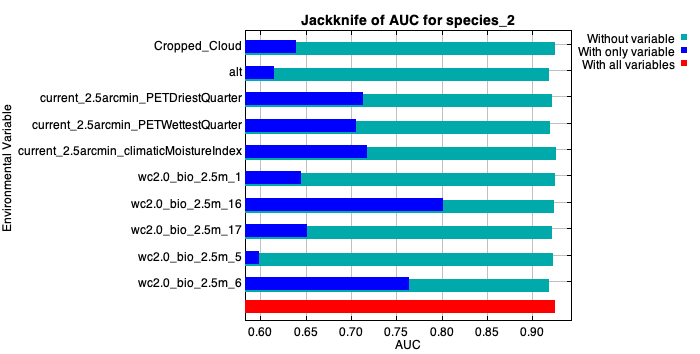 Jackknife of AUC for species_2
Without variable
With only variable
With all variables
Environmental Variable
Cropped_Cloud
alt
current_2.5arcmin_PETDriestQuarter
current_2.5arcmin_PETWettestQuarter
current_2.5arcmin_climaticMoistureIndex
wc2.0_bio_2.5m_1
wc2.0_bio_2.5m_16
wc2.0_bio_2.5m_17
wc2.0_bio_2.5m_5
wc2.0_bio_2.5m_6
0.60 0.65 0.70 0.75 0.80 0.85 0.90
AUC